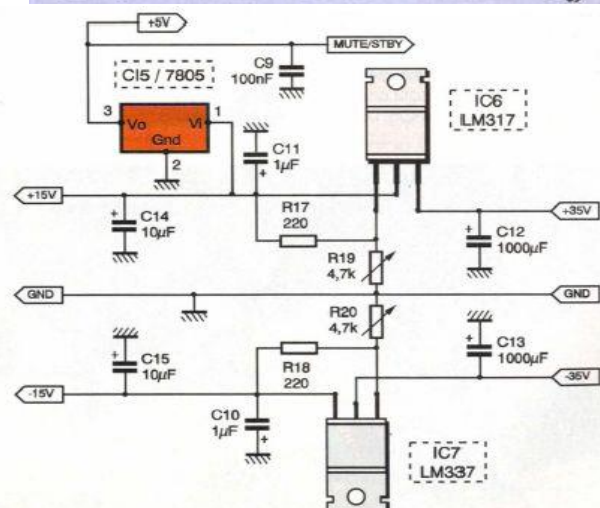 +5V
MUTE/STBY
C9
100nF
CI5 / 7805
3
Vo
Vi
1
Gnd
2
C11
1µF
+
IC6
LM317
+15V
+
C14
10µF
R17
220
+35V
+
C12
1000µF
R19
4,7k
GND
GND
R20
4,7k
+
C15
10µF
+
C13
1000µF
R18
220
-15V
-35V
C10
1µF
+
IC7
LM337